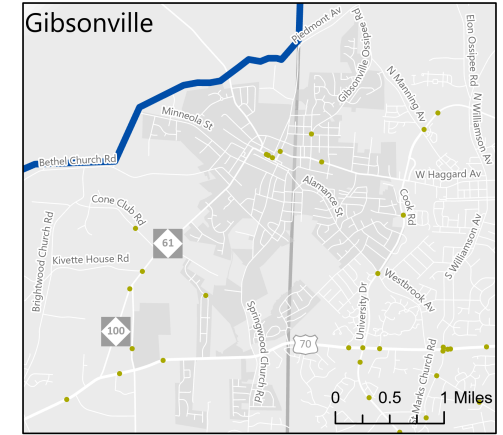 Gibsonville
Piedmont Av
Gibsonville Ossipee Rd
Elon Ossipee Rd
N Manning Av
N Williamson Av
Minneola St
Bethel Church Rd
W Haggard Av
Alamance St
Cone Club Rd
Cook Rd
61
S Williamson Av
Brightwood Church Rd
Kivette House Rd
Westbrook Av
University Dr
Springwood Church Rd
100
70
St Marks Church Rd
0 0.5 1 Miles